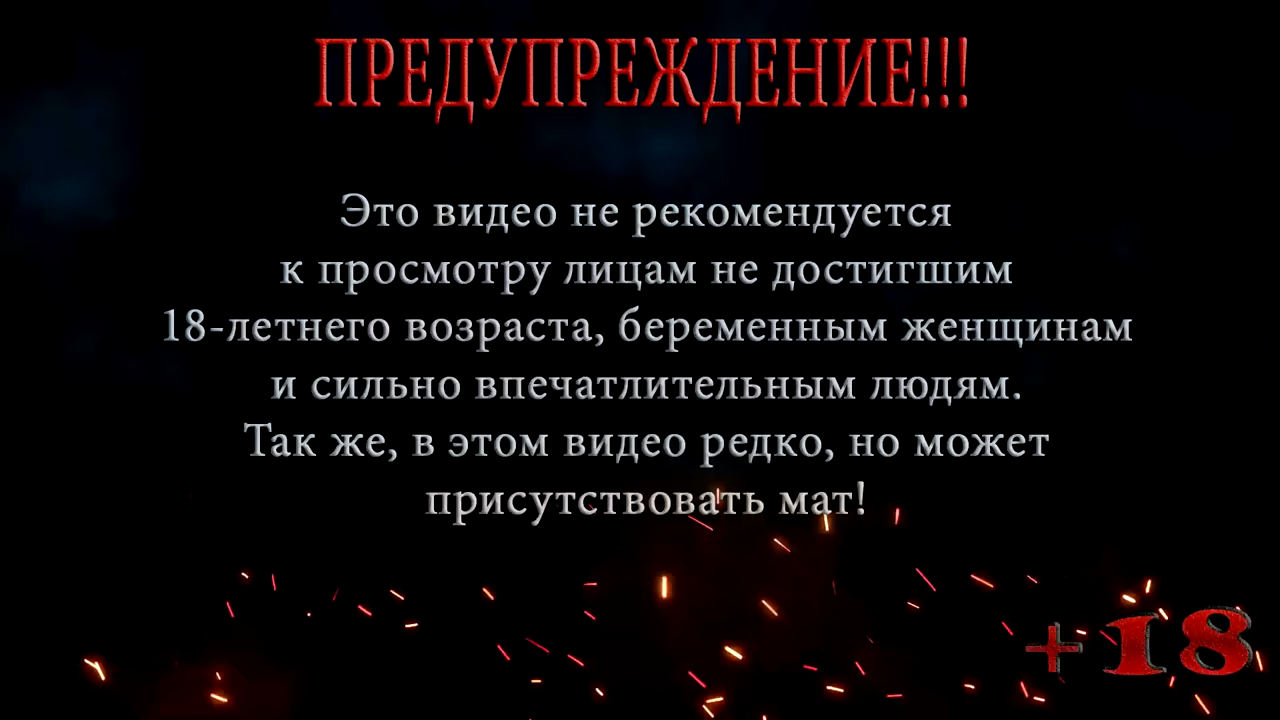 ПРЕДУПРЕЖДЕНИЕ!!!
Это видео не рекомендуется
к просмотру лицам не достигшим
18-летнего возраста, беременным женщинам
и сильно впечатлительным людям.
Так же, в этом видео редко, но может
присутствовать мат!
+18